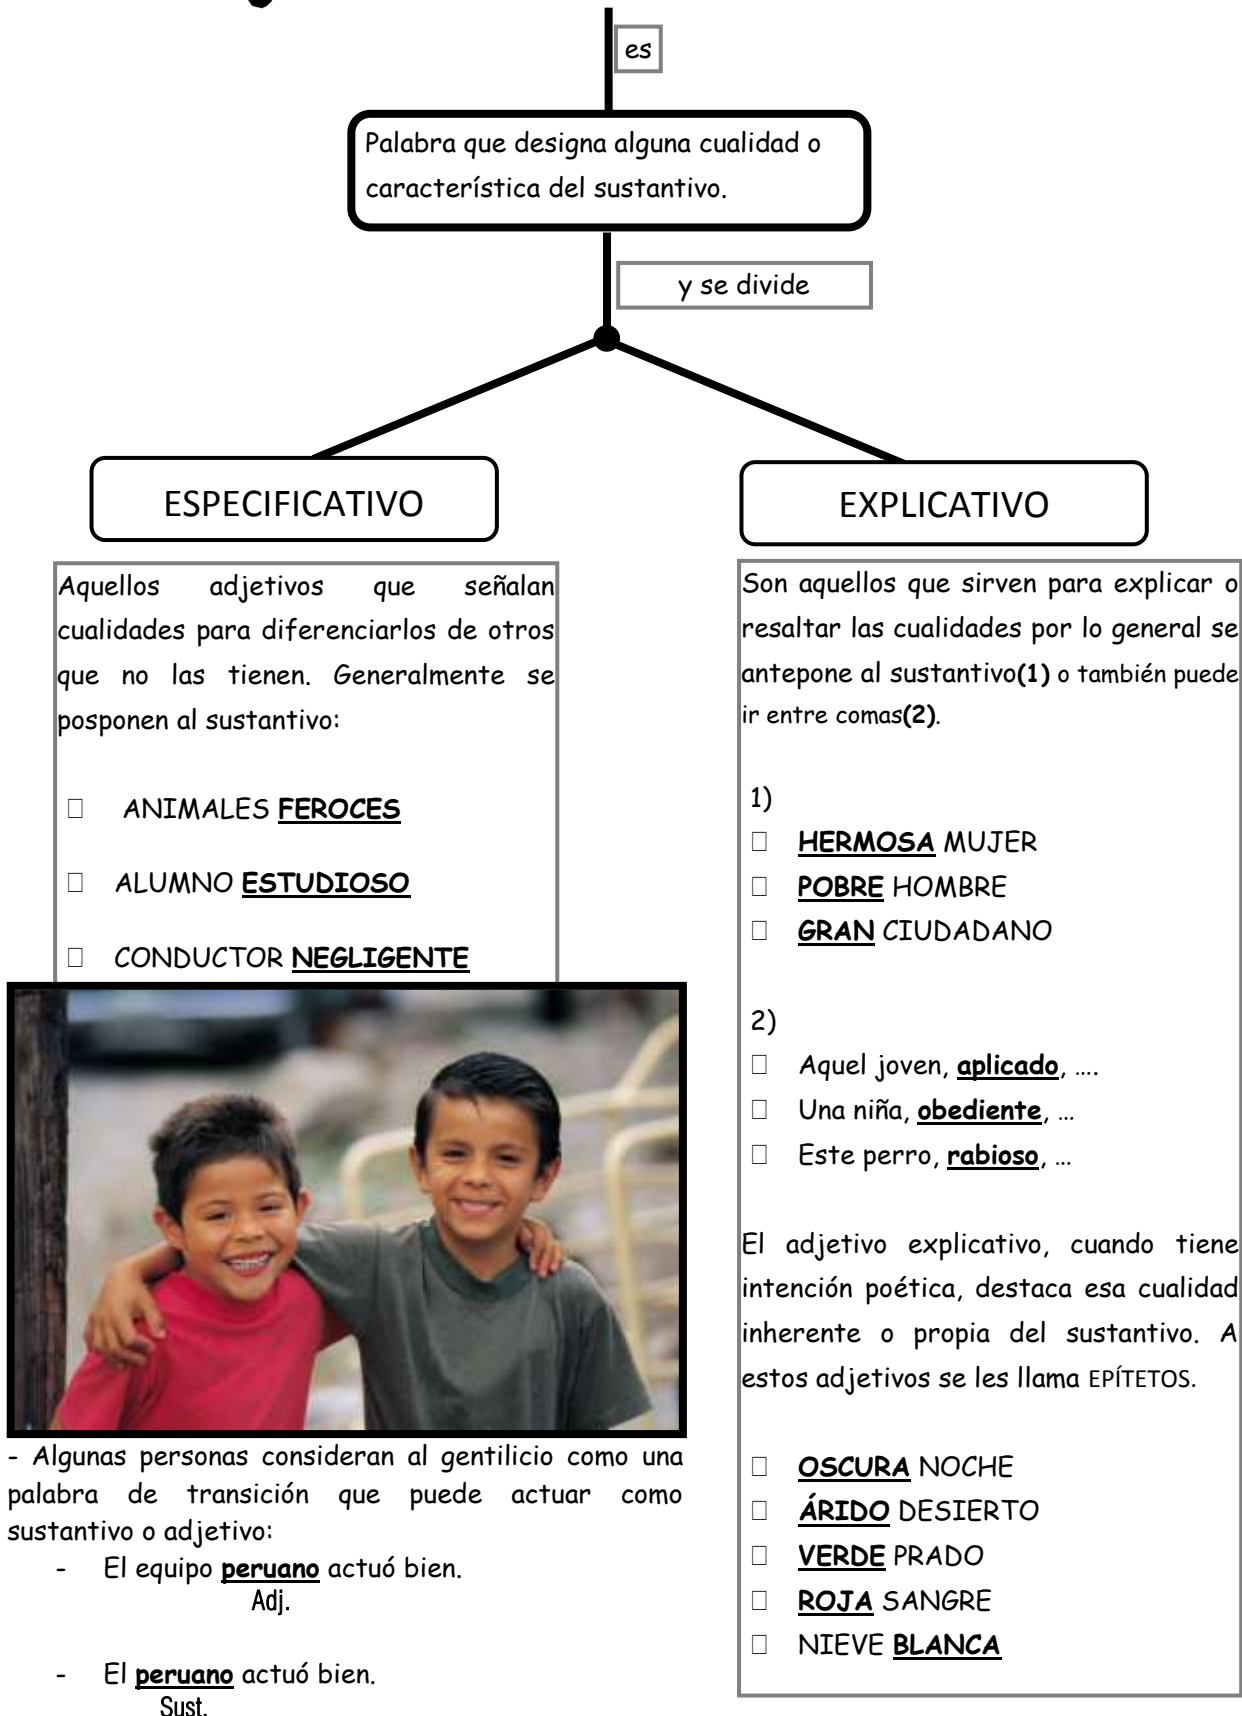 es
Palabra que designa alguna cualidad o
característica del sustantivo.
y se divide
ESPECIFICATIVO
Aquellos adjetivos que señalan
cualidades para diferenciarlos de otros
que no las tienen. Generalmente se
posponen al sustantivo:
ANIMALES FEROCES
ALUMNO ESTUDIOSO
CONDUCTOR NEGLIGENTE
- Algunas personas consideran al gentilicio como una
palabra de transición que puede actuar como
sustantivo o adjetivo:
- El equipo peruano actuó bien.
Adj.
- El peruano actuó bien.
Sust.
EXPLICATIVO
Son aquellos que sirven para explicar o
resaltar las cualidades por lo general se
antepone al sustantivo(1) o también puede
ir entre comas(2).
1)
HERMOSA MUJER
POBRE HOMBRE
GRAN CIUDADANO
2)
Aquel joven, aplicado, ....
Una niña, obediente, ...
Este perro, rabioso, ...
El adjetivo explicativo, cuando tiene
intención poética, destaca esa cualidad
inherente o propia del sustantivo. A
estos adjetivos se les llama EPÍTETOS.
OSCURA NOCHE
ÁRIDO DESIERTO
VERDE PRADO
ROJA SANGRE
NIEVE BLANCA